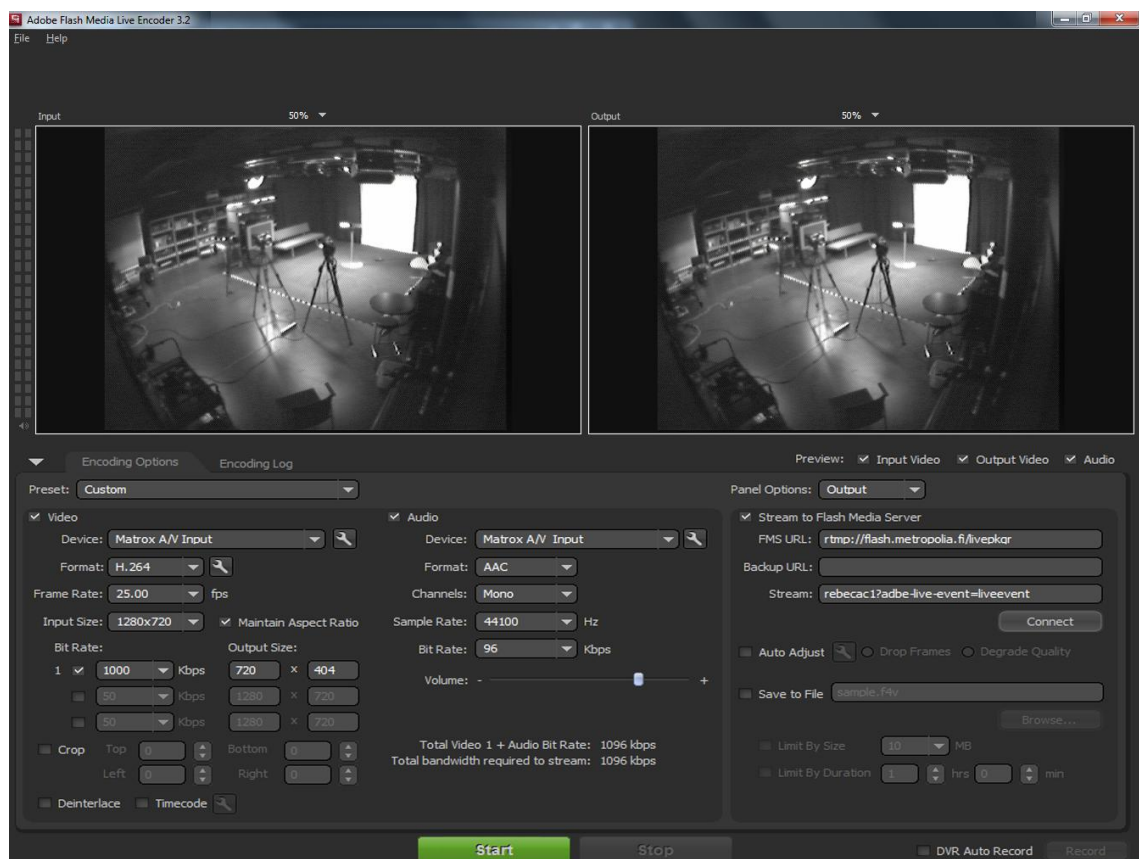 Adobe Flash Media Live Encoder 3.2
File Help
Input 50% Output 50%
Encoding Options Encoding Log Preview: Input Video Output Video Audio
Preset: Custom Panel Options: Output
Video Audio Stream to Flash Media Server
Device: Matrox A/V Input Device: Matrox A/V Input FMS URL: rtmp://flash.metropolia.fi/livepkgr
Format: H.264 Format: AAC Backup URL:
Frame Rate: 25.00 fps Channels: Mono Stream: rebecac1?adbe-live-event=liveevent
Input Size: 1280x720 Maintain Aspect Ratio Sample Rate: 44100 Hz Connect
Bit Rate: Output Size: Bit Rate: 96 Kbps Auto Adjust Drop Frames Degrade Quality
1 1000 Kbps 720 x 404 Volume: - +
50 Kbps 1280 x 720 Save to File sample.f4v
50 Kbps 1280 x 720 Browse...
Crop Top 0 Bottom 0 Total Video 1 + Audio Bit Rate: 1096 kbps Limit By Size 10 MB
Left 0 Right 0 Total bandwidth required to stream: 1096 kbps Limit By Duration 1 hrs 0 min
Deinterlace Timecode
Start Stop DVR Auto Record Record